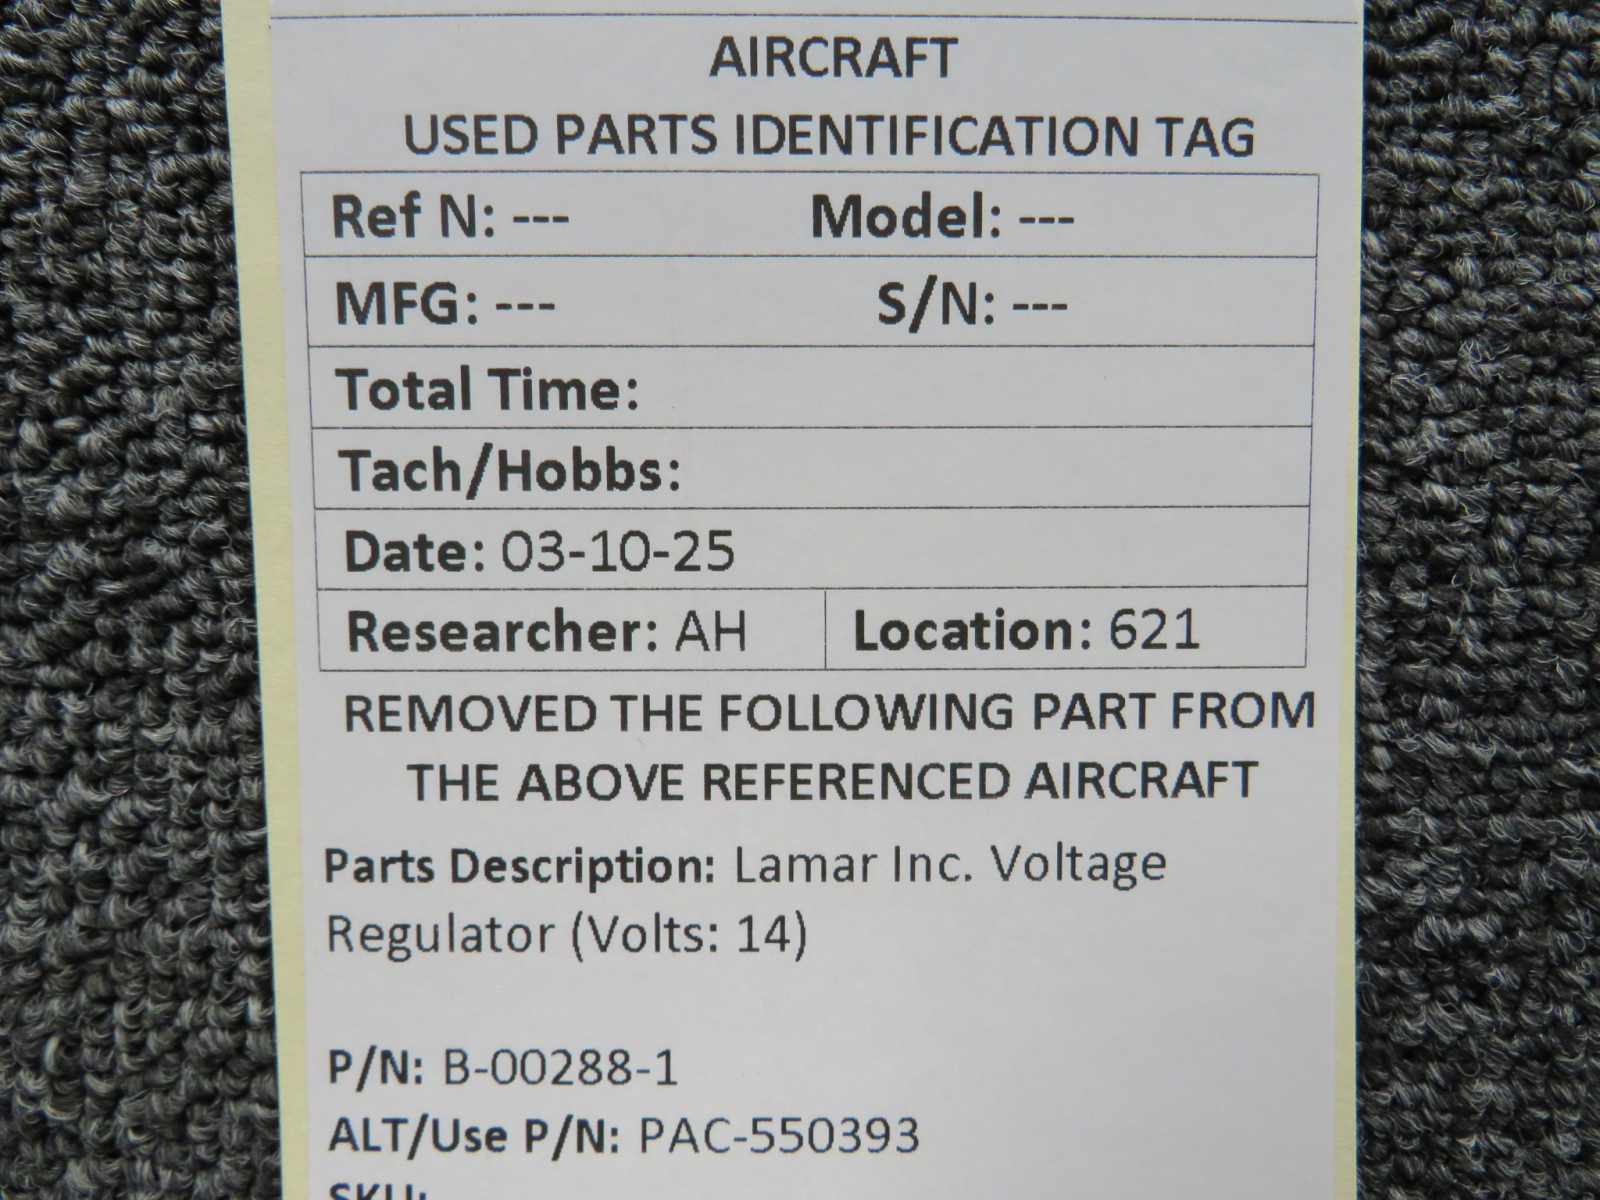 AIRCRAFT
USED PARTS IDENTIFICATION TAG
Ref N: --- Model: ---
MFG: --- S/N: ---
Total Time:
Tach/Hobbs:
Date: 03-10-25
Researcher: AH Location: 621
REMOVED THE FOLLOWING PART FROM
THE ABOVE REFERENCED AIRCRAFT
Parts Description: Lamar Inc. Voltage
Regulator (Volts: 14)
P/N: B-00288-1
ALT/Use P/N: PAC-550393
SKU: